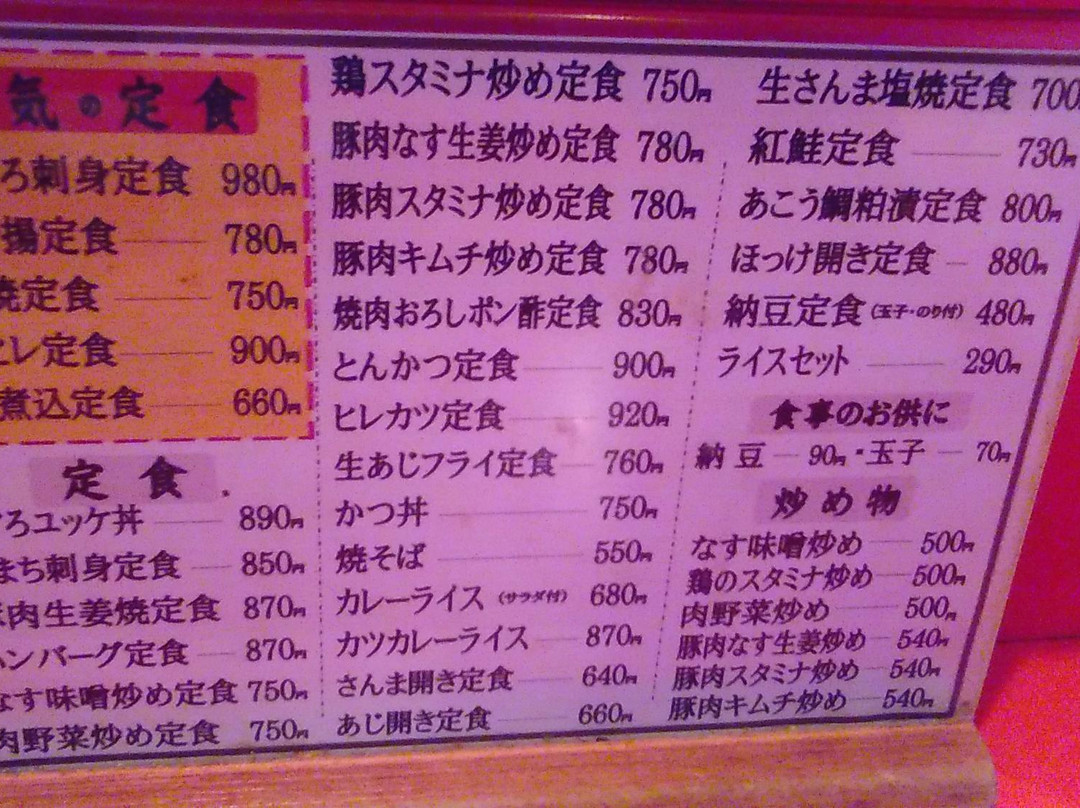 気の定食
ろ刺身定食 980円
揚定食 780円
焼定食 750円
ヒレ定食 900円
煮込定食 660円
定食
ろユッケ丼 890円
まち刺身定食 850円
豚肉生姜焼定食 870円
ハンバーグ定食 870円
なす味噌炒め定食 750円
肉野菜炒め定食 750円
鶏スタミナ炒め定食 750円
豚肉なす生姜炒め定食 780円
豚肉スタミナ炒め定食 780円
豚肉キムチ炒め定食 780円
焼肉おろしポン酢定食 830円
とんかつ定食 900円
ヒレカツ定食 920円
生あじフライ定食 760円
かつ丼 750円
焼そば 550円
カレーライス (サラダ付) 680円
カツカレーライス 870円
さんま開き定食 640円
あじ開き定食 660円
生さんま塩焼定食 700
紅鮭定食 730円
あこう鯛粕漬定食 800円
ほっけ開き定食 880円
納豆定食 (玉子・のり付) 480円
ライスセット 290円
食事のお供に
納豆 90円・玉子 70円
炒め物
なす味噌炒め 500円
鶏のスタミナ炒め 500円
肉野菜炒め 500円
豚肉なす生姜炒め 540円
豚肉スタミナ炒め 540円
豚肉キムチ炒め 540円